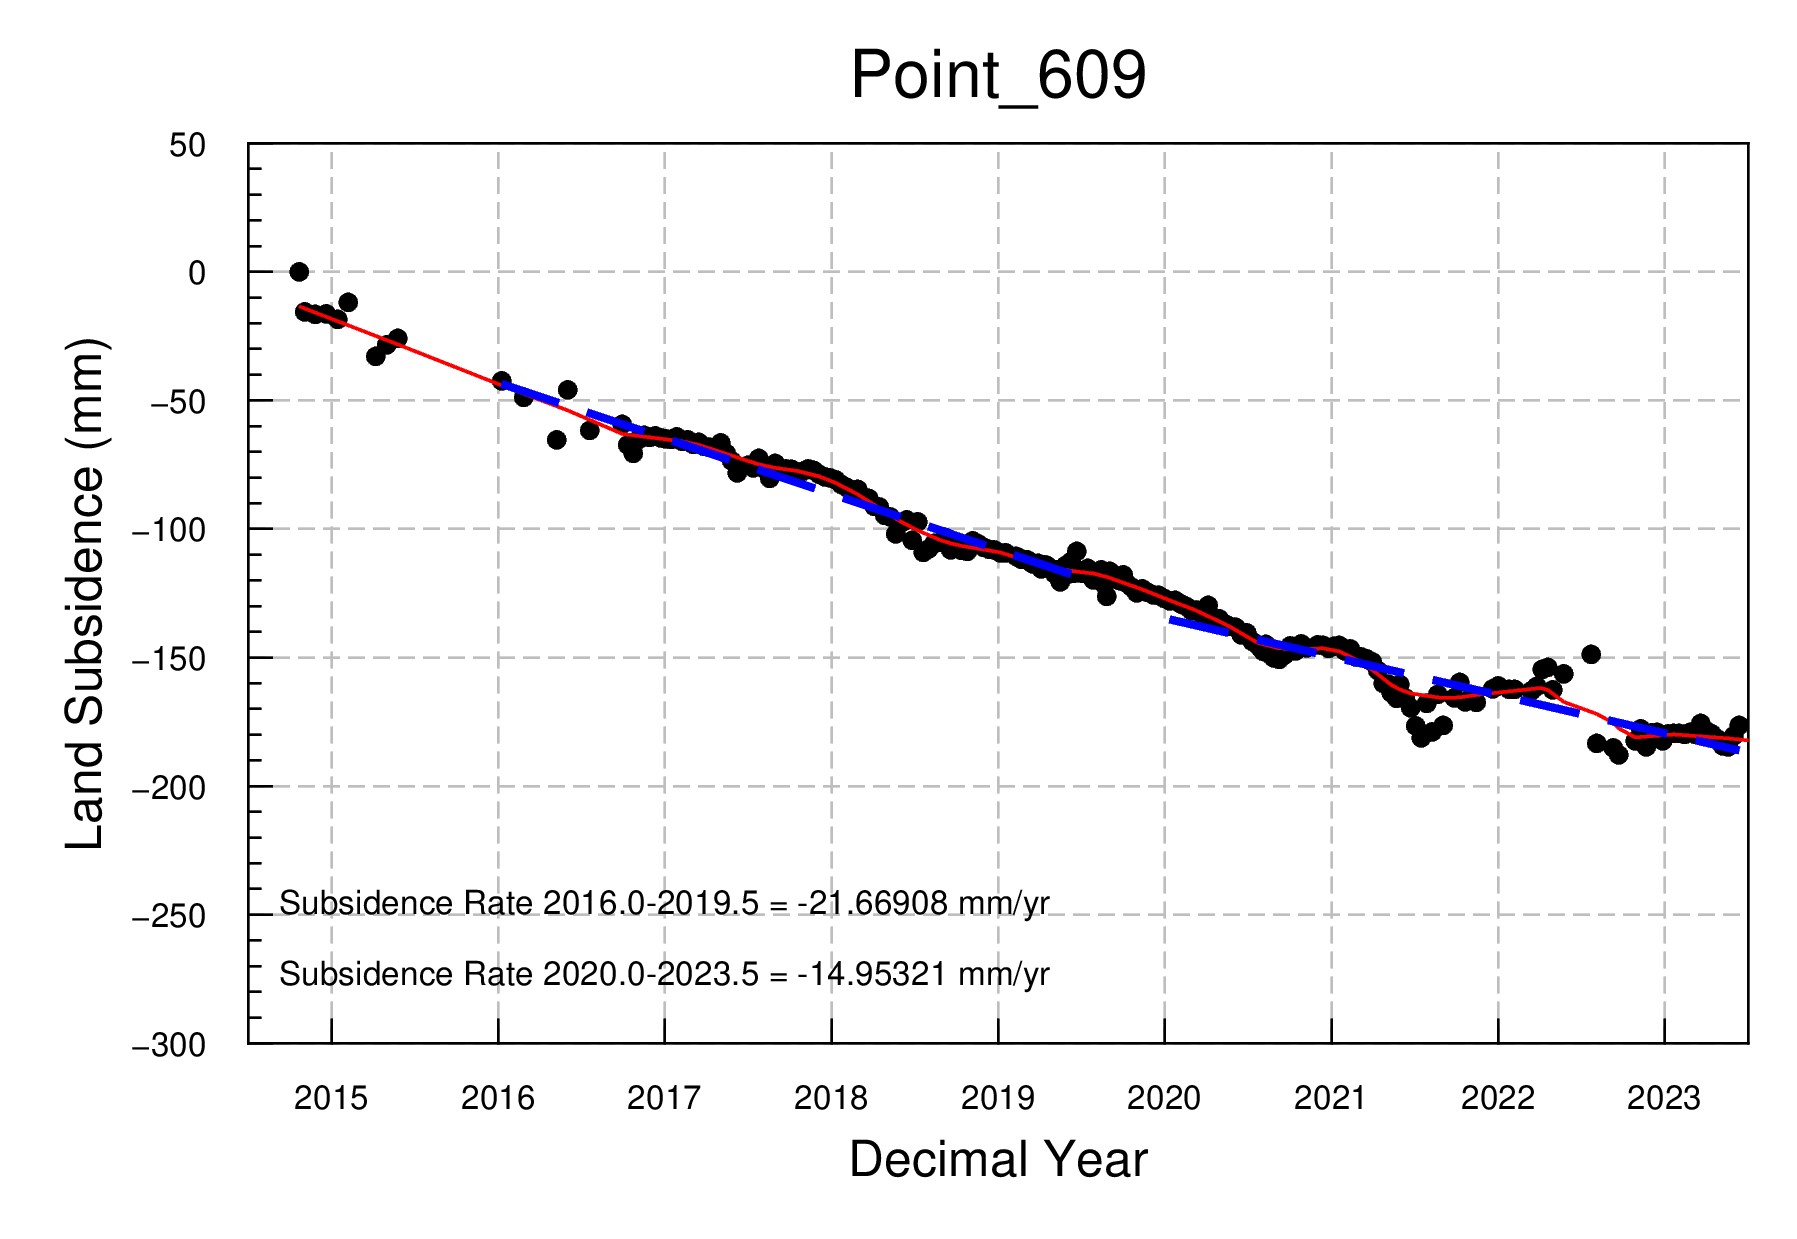 Point_609
50
0
−50
−100
−150
−200
−250
−300
Land Subsidence (mm)
Subsidence Rate 2016.0-2019.5 = -21.66908 mm/yr
Subsidence Rate 2020.0-2023.5 = -14.95321 mm/yr
2015 2016 2017 2018 2019 2020 2021 2022 2023
Decimal Year